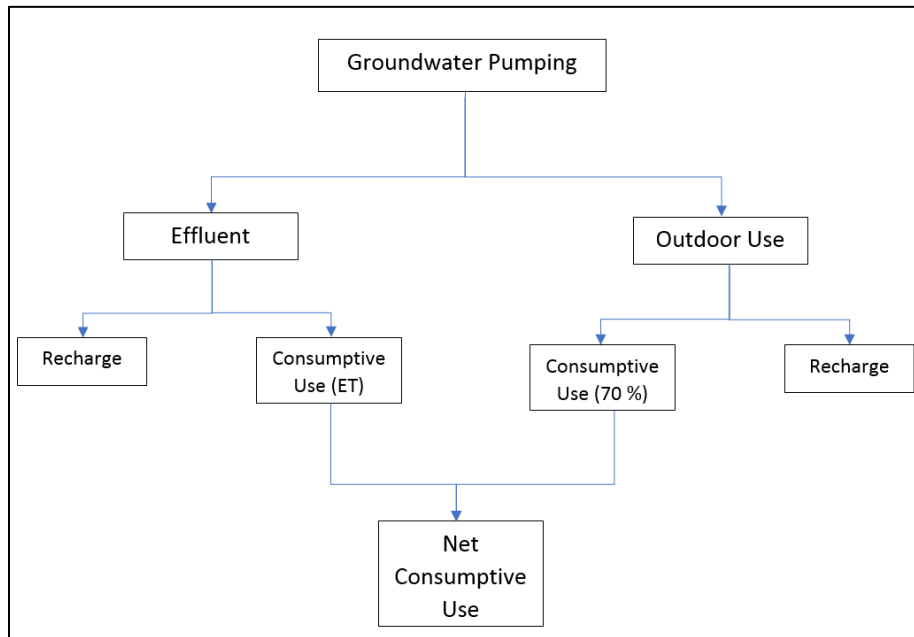 Groundwater Pumping
Effluent
Outdoor Use
Recharge
Consumptive
Use (ET)
Consumptive
Use (70 %)
Recharge
Net
Consumptive
Use